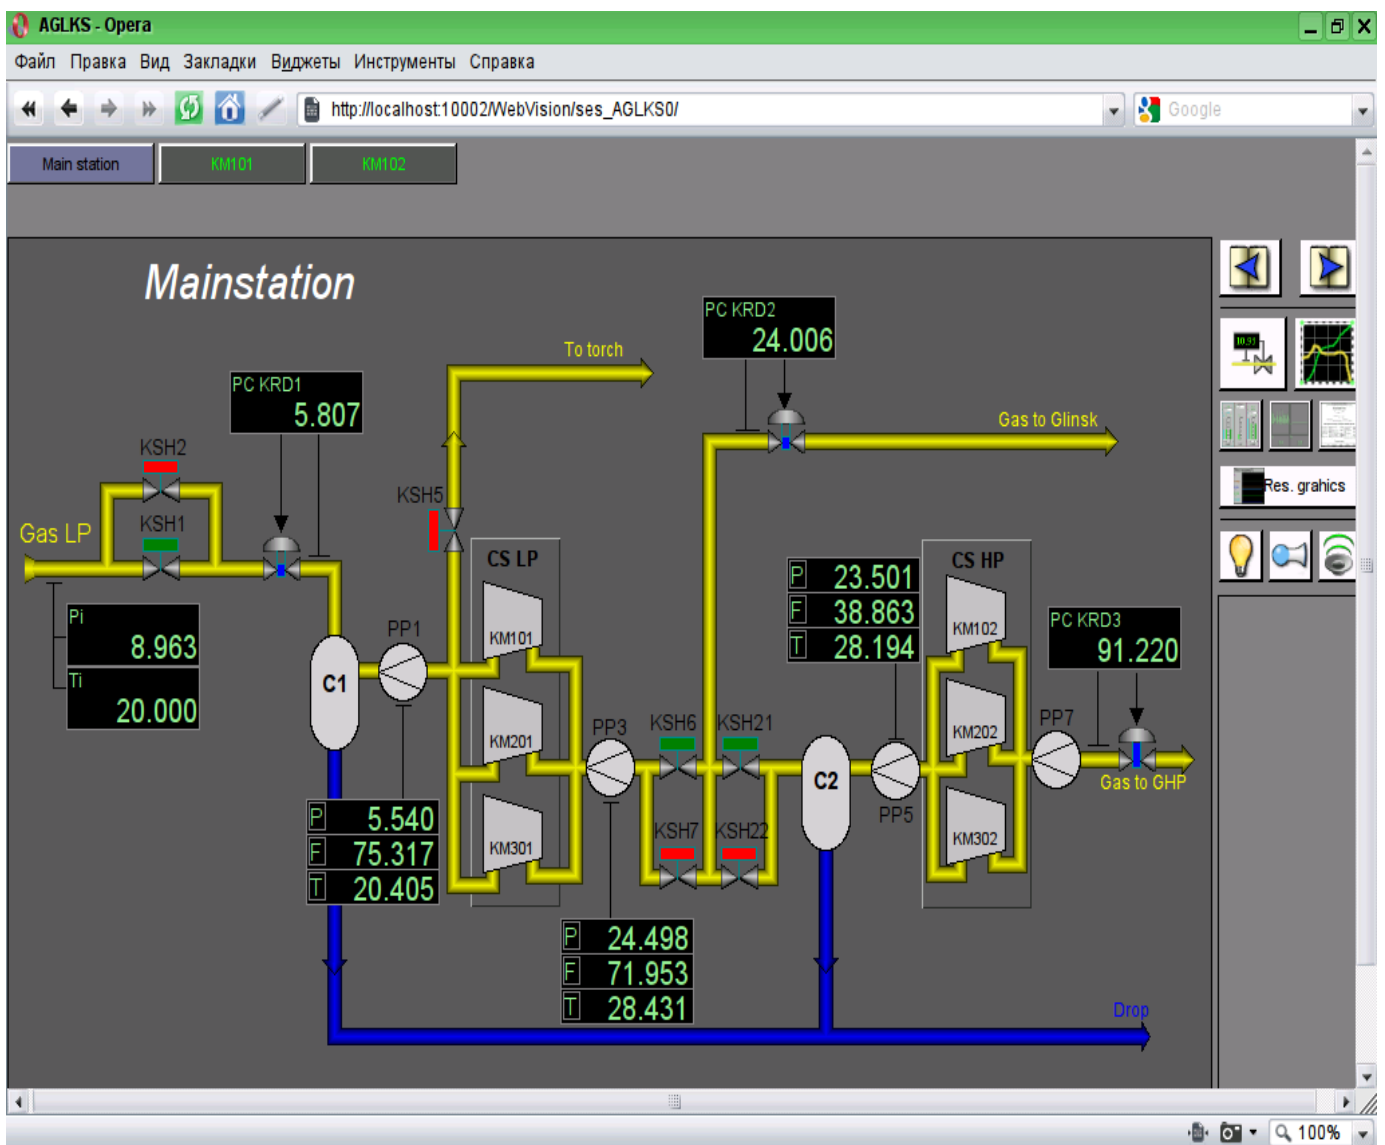 AGLKS - Opera
Файл Правка Вид Закладки Виджеты Инструменты Справка
http://localhost:10002/WebVision/ses_AGLKS0/
Google
Main station
KM101
KM102
Mainstation
PC KRD2
24.006
To torch
PC KRD1
5.807
Gas to Glinsk
KSH2
KSH5
Res. grahics
KSH1
Gas LP
CS LP
CS HP
P 23.501
F 38.863
T 28.194
Pi
8.963
Ti
20.000
PP1
KM101
KM102
PC KRD3
91.220
C1
KM201
PP3
KSH6
KSH21
KM202
PP7
C2
Gas to GHP
PP5
P 5.540
F 75.317
T 20.405
KM301
KSH7
KSH22
KM302
P 24.498
F 71.953
T 28.431
Drop
100%